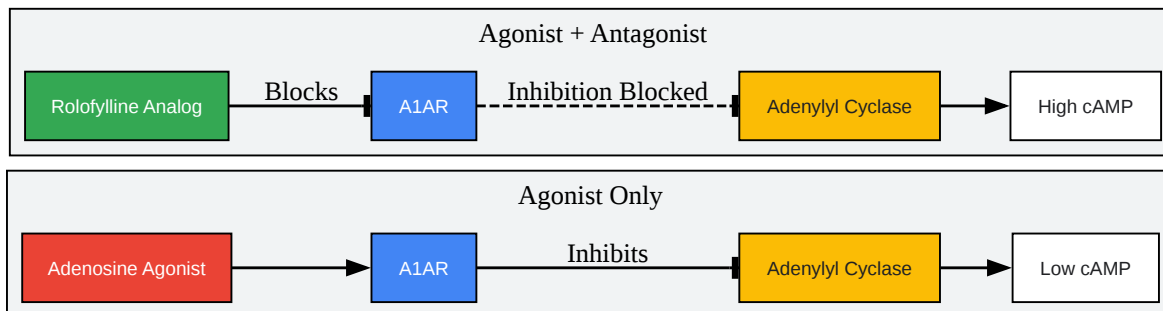 Agonist + Antagonist
Rolofylline Analog
Blocks
A1AR
Inhibition Blocked
Adenylyl Cyclase
High cAMP
Agonist Only
Adenosine Agonist
A1AR
Inhibits
Adenylyl Cyclase
Low cAMP